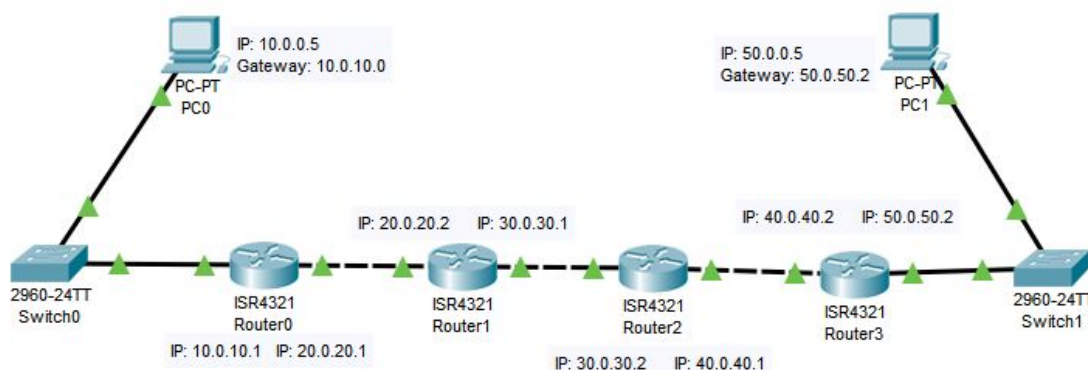 IP: 10.0.0.5
Gateway: 10.0.10.0
PC-PT
PC0
IP: 50.0.0.5
Gateway: 50.0.50.2
PC-PT
PC1
IP: 20.0.20.2 IP: 30.0.30.1
IP: 40.0.40.2 IP: 50.0.50.2
2960-24TT
Switch0
ISR4321
Router0
ISR4321
Router1
ISR4321
Router2
ISR4321
Router3
2960-24TT
Switch1
IP: 10.0.10.1 IP: 20.0.20.1
IP: 30.0.30.2 IP: 40.0.40.1